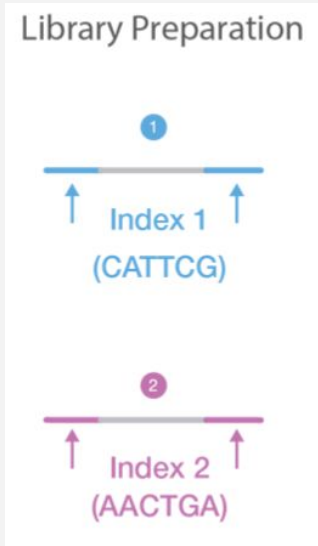 Library Preparation
1
Index 1
(CATTCG)
2
Index 2
(AACTGA)